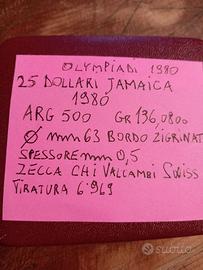 OLYMPIADI 1980
25 DOLLARI JAMAICA
1980
ARG 500 GR 136,0800
Ø mm 63 BORDO ZIGRINAT
SPESSORE mm 0,5
ZECCA CHI VALCAMBI SWISS
TIRATURA 6'969
subito